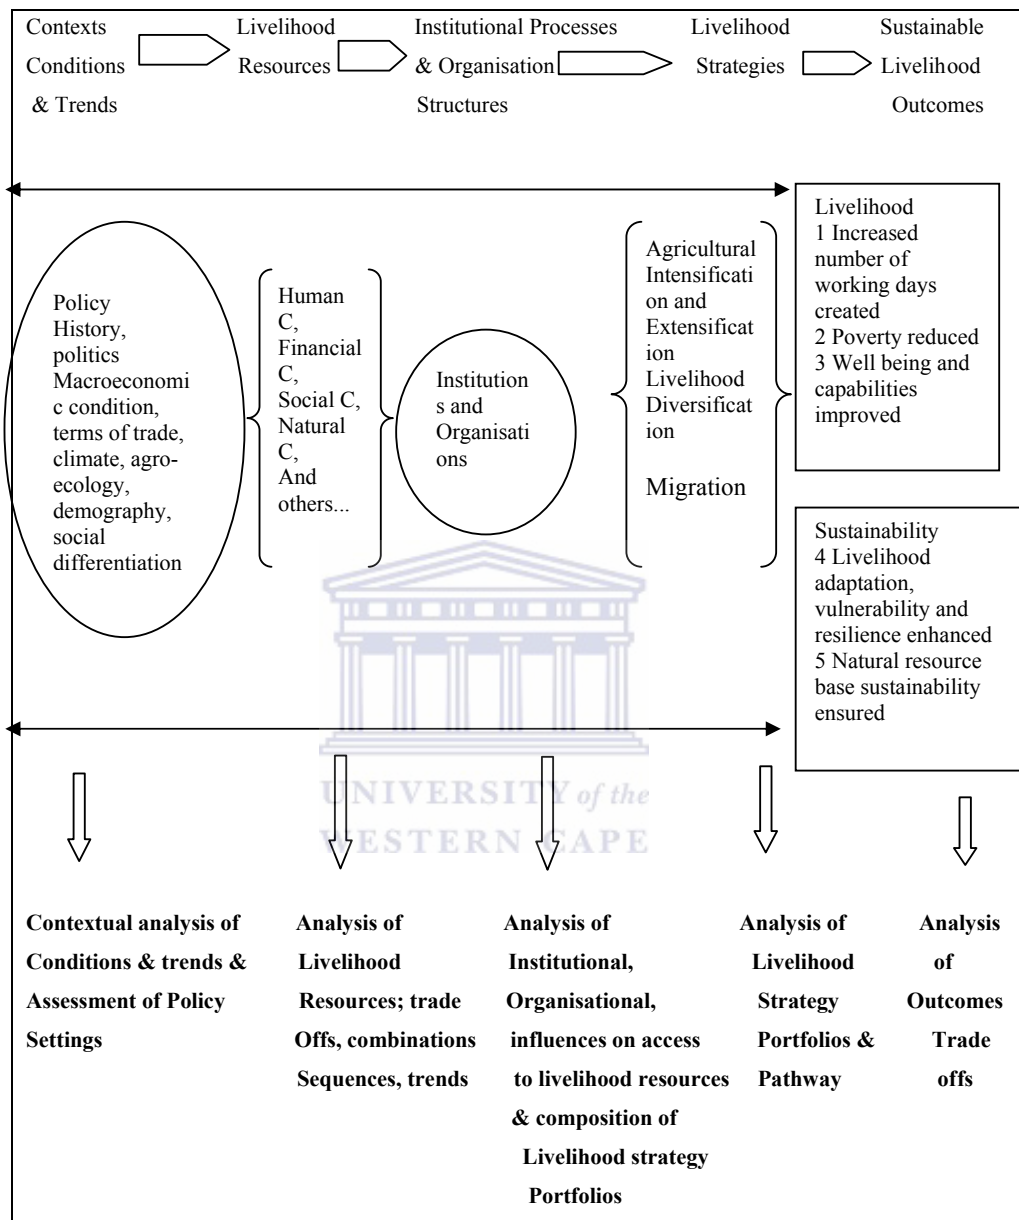 Contexts
Conditions
& Trends
Livelihood
Resources
Institutional Processes
& Organisation
Structures
Livelihood
Strategies
Sustainable
Livelihood
Outcomes
Policy
History,
politics
Macroeconomi
c condition,
terms of trade,
climate, agro-
ecology,
demography,
social
differentiation
Human
C,
Financial
C,
Social C,
Natural
C,
And
others...
Institution
s and
Organisati
ons
Agricultural
Intensificati
on and
Extensificat
ion
Livelihood
Diversificat
ion
Migration
Livelihood
1 Increased
number of
working days
created
2 Poverty reduced
3 Well being and
capabilities
improved
Sustainability
4 Livelihood
adaptation,
vulnerability and
resilience enhanced
5 Natural resource
base sustainability
ensured
UNIVERSITY of the
WESTERN CAPE
Contextual analysis of
Conditions & trends &
Assessment of Policy
Settings
Analysis of
Livelihood
Resources; trade
Offs, combinations
Sequences, trends
Analysis of
Institutional,
Organisational,
influences on access
to livelihood resources
& composition of
Livelihood strategy
Portfolios
Analysis of
Livelihood
Strategy
Portfolios &
Pathway
Analysis
of
Outcomes
Trade
offs